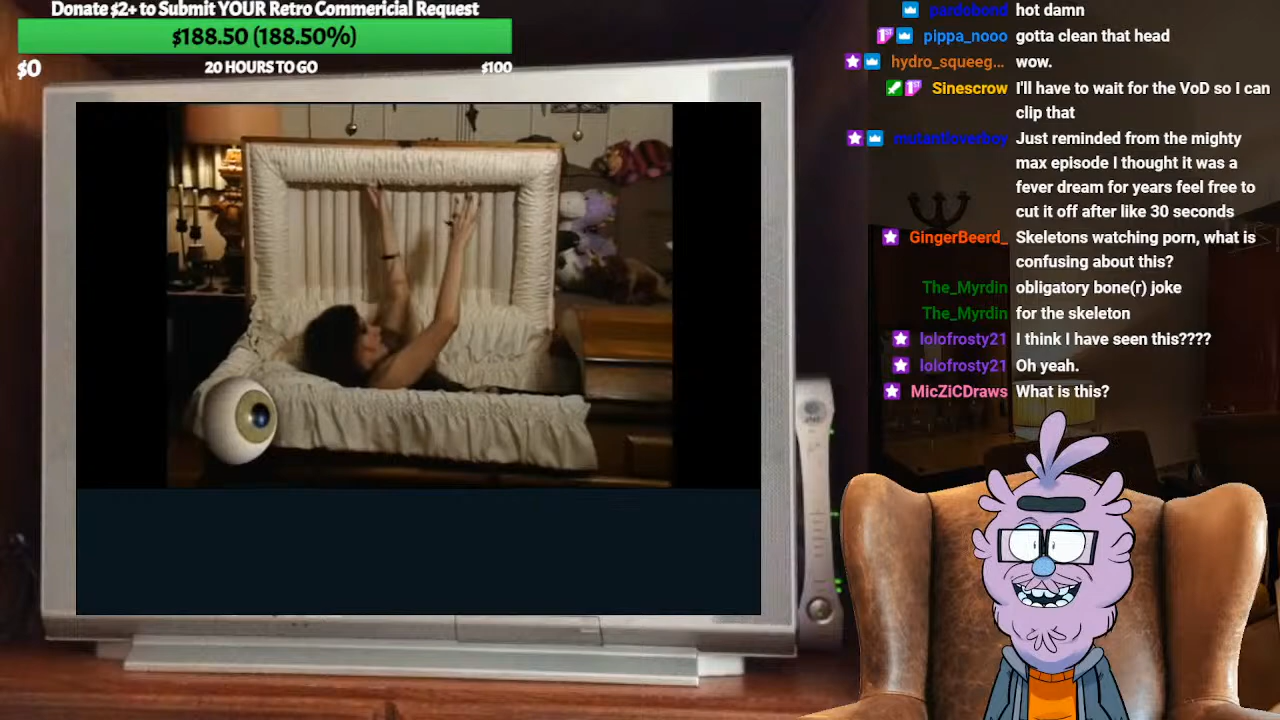 Donate $2+ to Submit YOUR Retro Commericial Request
$188.50 (188.50%)
$0
20 HOURS TO GO
$100
pardebond hot damn
pippa_nooo gotta clean that head
hydro_squeeg... wow.
Sinescrow I'll have to wait for the VoD so I can
clip that
mutantloverboy Just reminded from the mighty
max episode I thought it was a
fever dream for years feel free to
cut it off after like 30 seconds
GingerBeerd_ Skeletons watching porn, what is
confusing about this?
The_Myrdin obligatory bone(r) joke
The_Myrdin for the skeleton
lolofrosty21 I think I have seen this????
lolofrosty21 Oh yeah.
MicZiCDraws What is this?